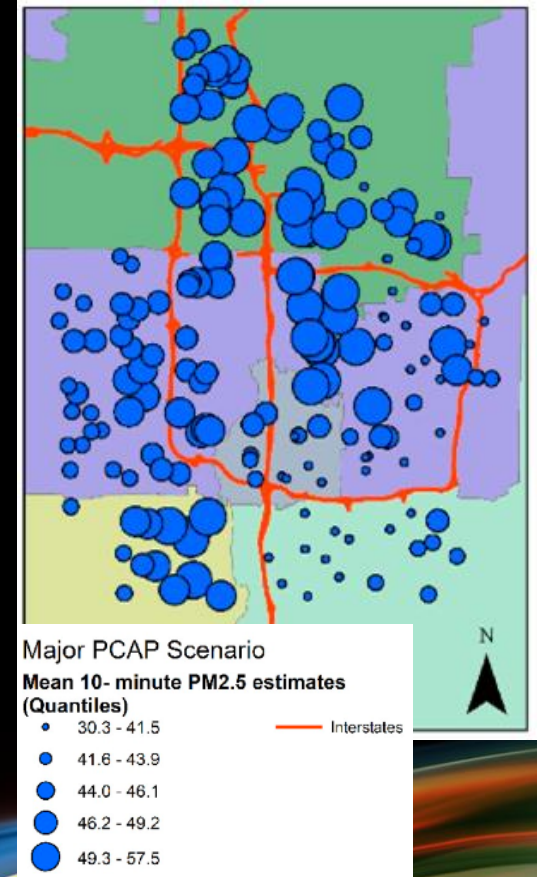 N
Major PCAP Scenario
Mean 10- minute PM2.5 estimates
(Quantiles)
30.3 - 41.5
Interstates
41.6 - 43.9
44.0 - 46.1
46.2 - 49.2
49.3 - 57.5